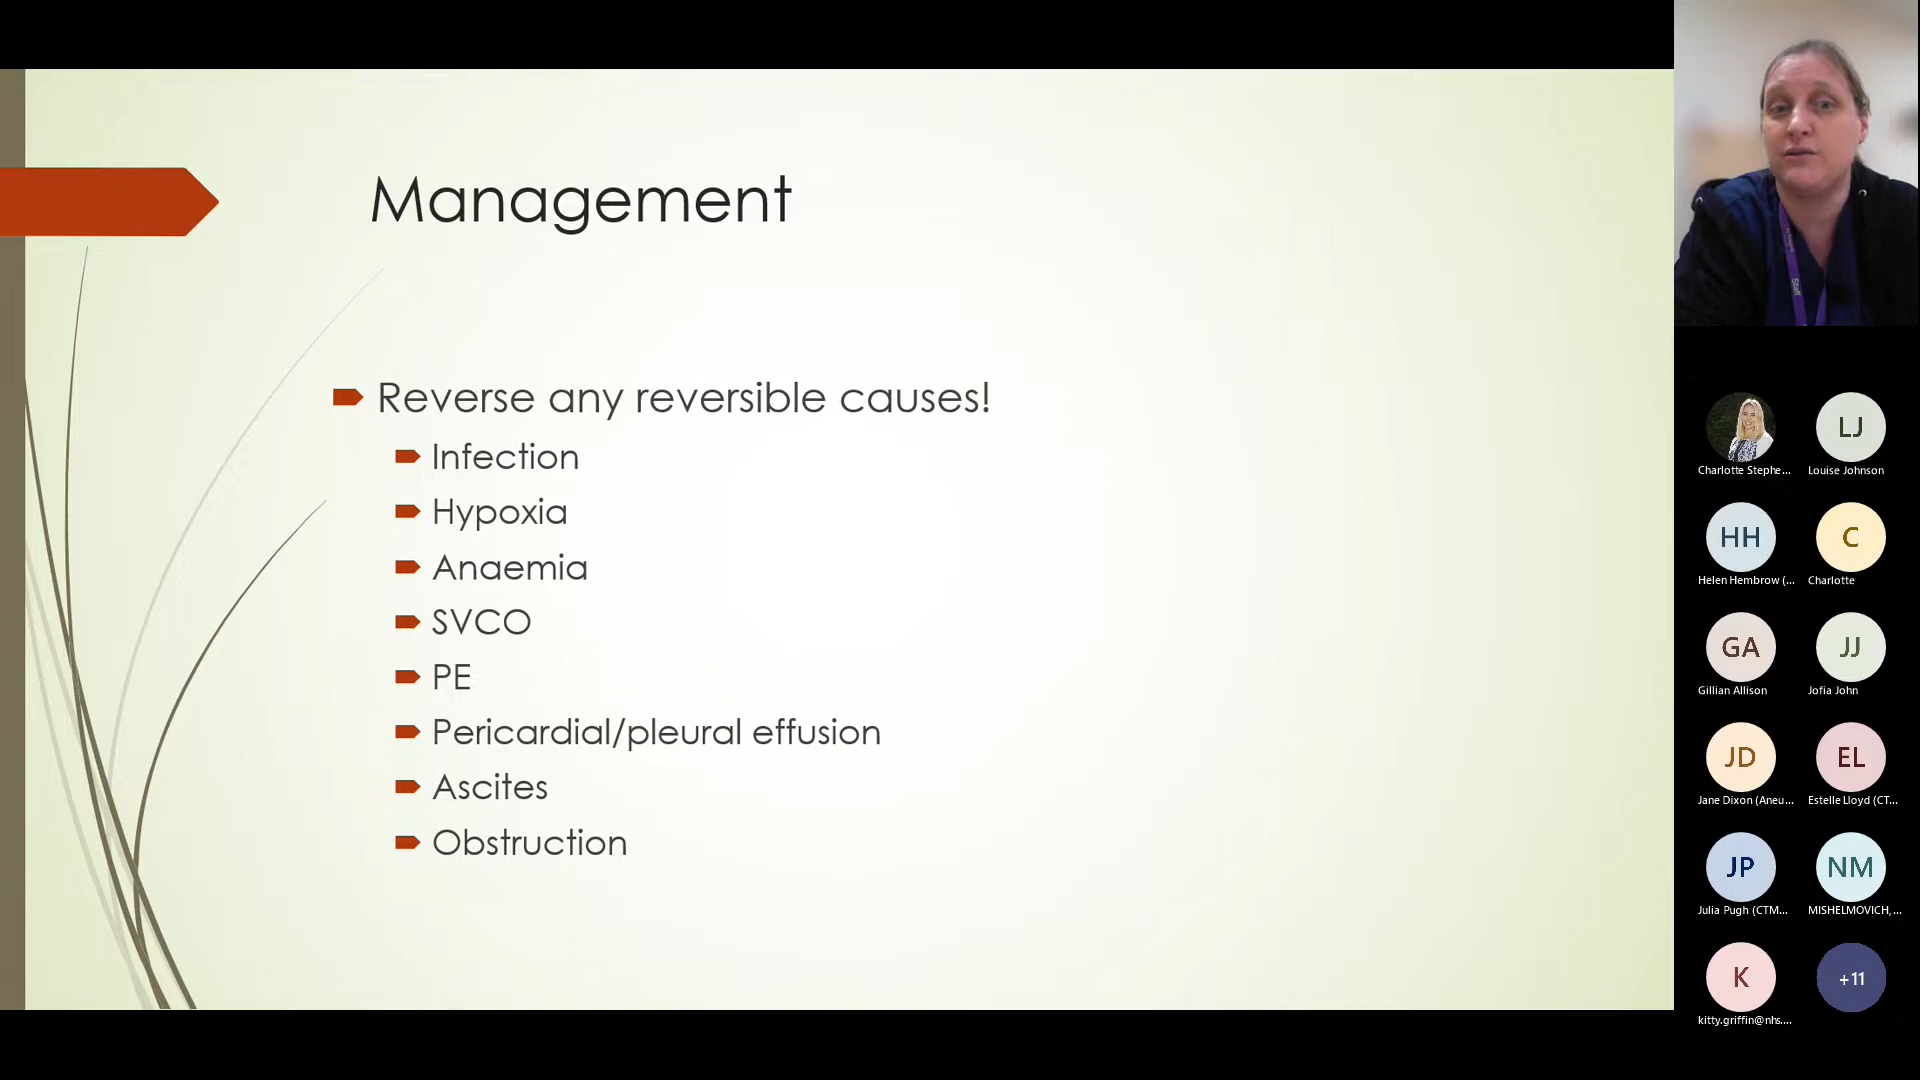 Management
Reverse any reversible causes!
Infection
Hypoxia
Anaemia
SVCO
PE
Pericardial/pleural effusion
Ascites
Obstruction
Staff
Charlotte Stephe...
LJ
Louise Johnson
HH
Helen Hembrow (...
C
Charlotte
GA
Gillian Allison
JJ
Jofia John
JD
Jane Dixon (Aneu...
EL
Estelle Lloyd (CT...
JP
Julia Pugh (CTM...
NM
MISHELMOVICH,...
K
kitty.griffin@nhs....
+11